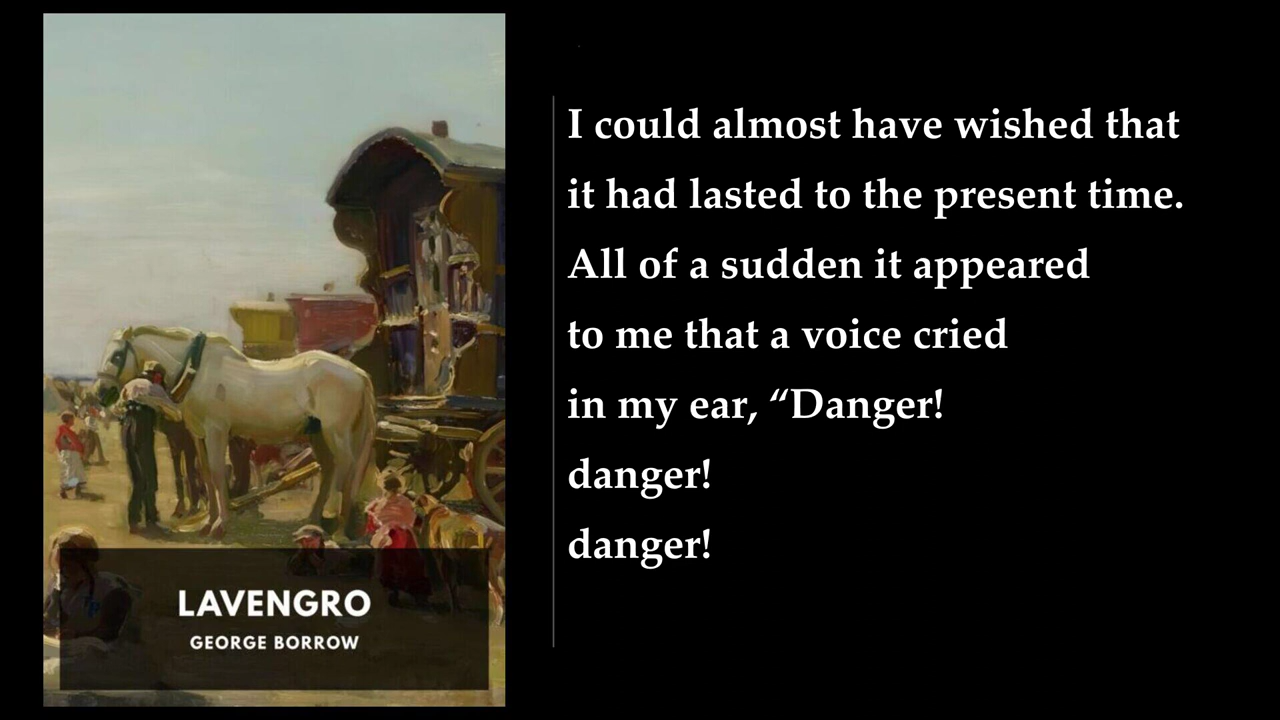 LAVENGRO
GEORGE BORROW
I could almost have wished that
it had lasted to the present time.
All of a sudden it appeared
to me that a voice cried
in my ear, “Danger!
danger!
danger!